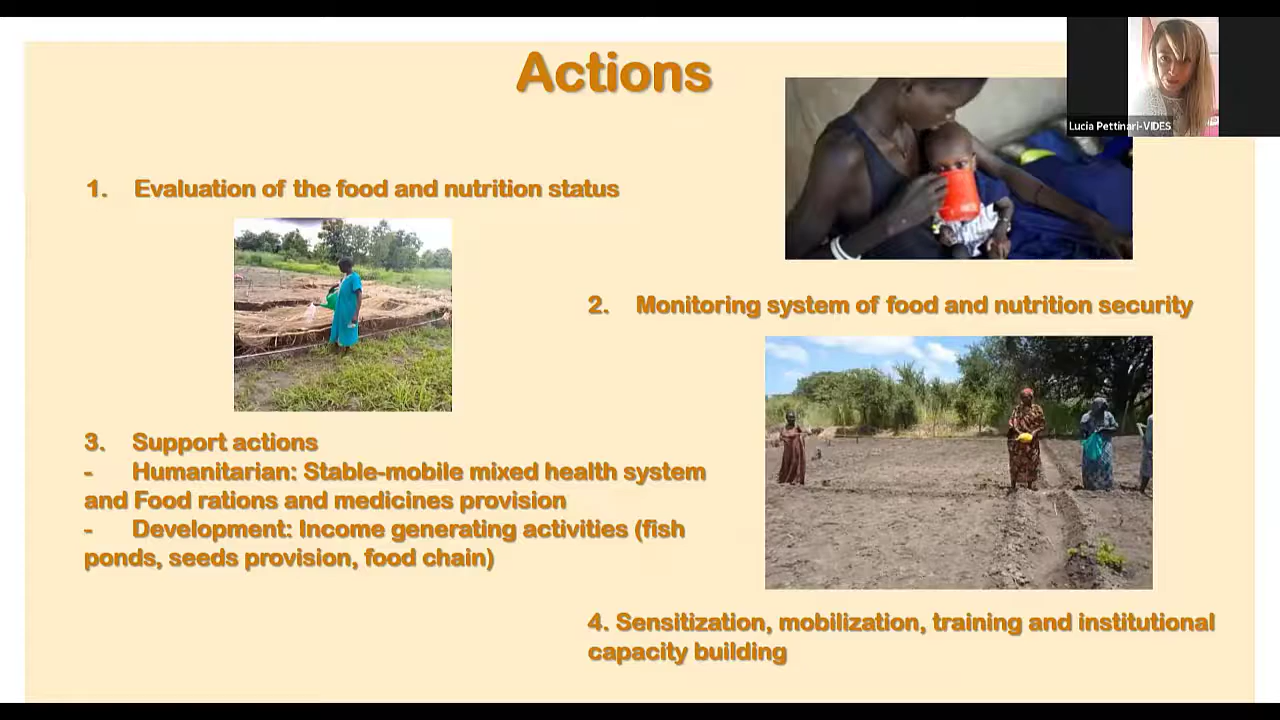 Actions
Lucia Pettinari-VIDES
1. Evaluation of the food and nutrition status
2. Monitoring system of food and nutrition security
3. Support actions
- Humanitarian: Stable-mobile mixed health system
and Food rations and medicines provision
- Development: Income generating activities (fish
ponds, seeds provision, food chain)
4. Sensitization, mobilization, training and institutional
capacity building